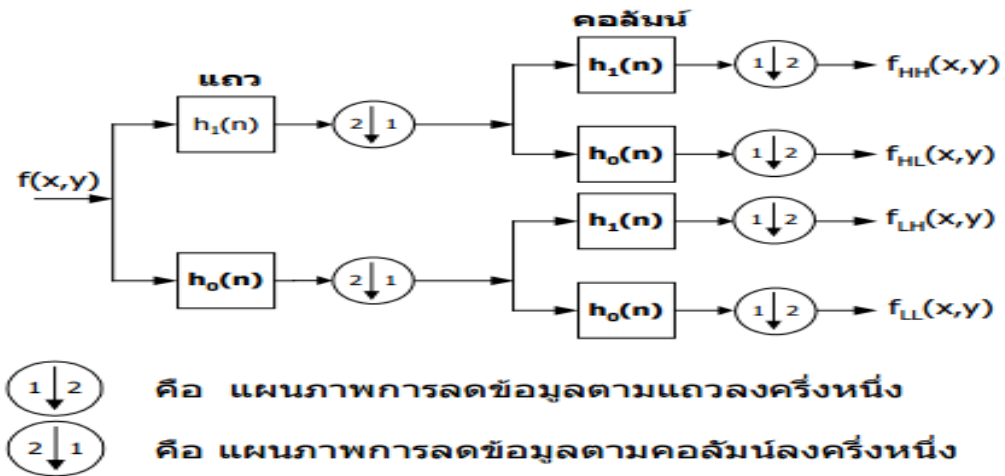 คอลัมน์
แถว
h₁(n)
1↓2
f_HH(x,y)
h₁(n)
2↓1
h₀(n)
1↓2
f_HL(x,y)
f(x,y)
h₁(n)
1↓2
f_LH(x,y)
h₀(n)
2↓1
h₀(n)
1↓2
f_LL(x,y)
1↓2 คือ แผนภาพการลดข้อมูลตามแถวลงครึ่งหนึ่ง
2↓1 คือ แผนภาพการลดข้อมูลตามคอลัมน์ลงครึ่งหนึ่ง